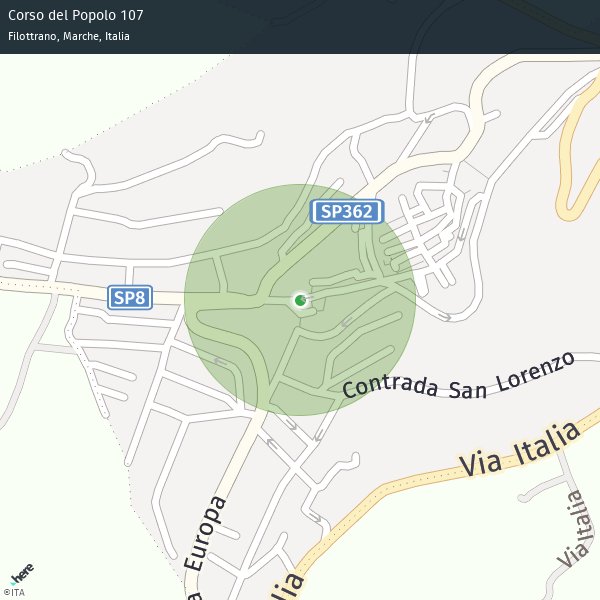 Corso del Popolo 107
Filottrano, Marche, Italia
SP362
SP8
Contrada San Lorenzo
Via Italia
Via Italia
a Europa
lia
here
©ITA